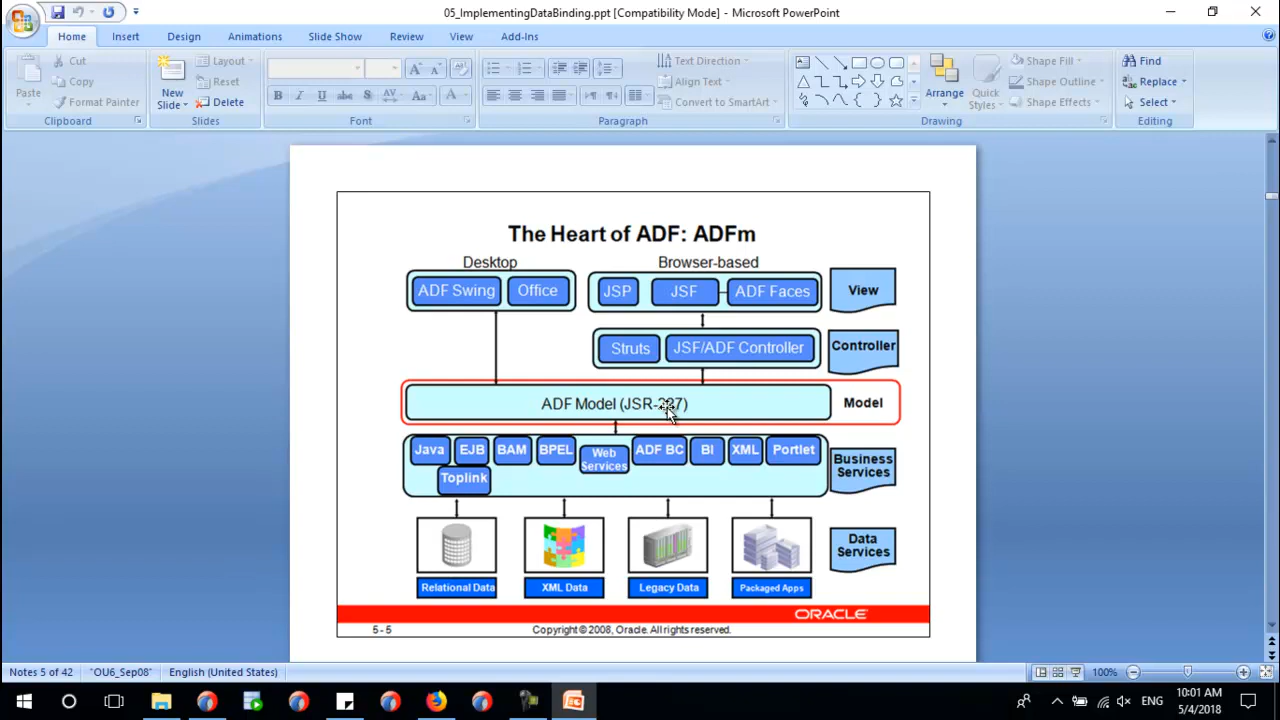 05_ImplementingDataBinding.ppt [Compatibility Mode] - Microsoft PowerPoint
Home Insert Design Animations Slide Show Review View Add-Ins
Paste
Cut
Copy
Format Painter
Clipboard
New Slide
Layout
Reset
Delete
Slides
B I U abc S AV Aa A
Font
Text Direction
Align Text
Convert to SmartArt
Paragraph
Arrange
Quick Styles
Shape Fill
Shape Outline
Shape Effects
Drawing
Find
Replace
Select
Editing
The Heart of ADF: ADFm
Desktop Browser-based
ADF Swing Office JSP JSF ADF Faces View
Struts JSF/ADF Controller Controller
ADF Model (JSR-227) Model
Java EJB BAM BPEL Web Services ADF BC BI XML Portlet
Toplink
Business Services
Data Services
Relational Data XML Data Legacy Data Packaged Apps
ORACLE
5 - 5 Copyright © 2008, Oracle. All rights reserved.
Notes 5 of 42 "OU6_Sep08" English (United States) 100%
ENG
10:01 AM
5/4/2018